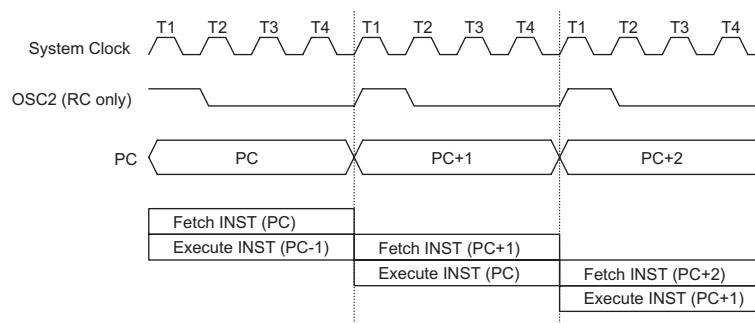 T1 T2 T3 T4 T1 T2 T3 T4 T1 T2 T3 T4
System Clock
OSC2 (RC only)
PC PC PC+1 PC+2
Fetch INST (PC)
Execute INST (PC-1) Fetch INST (PC+1)
Execute INST (PC) Fetch INST (PC+2)
Execute INST (PC+1)